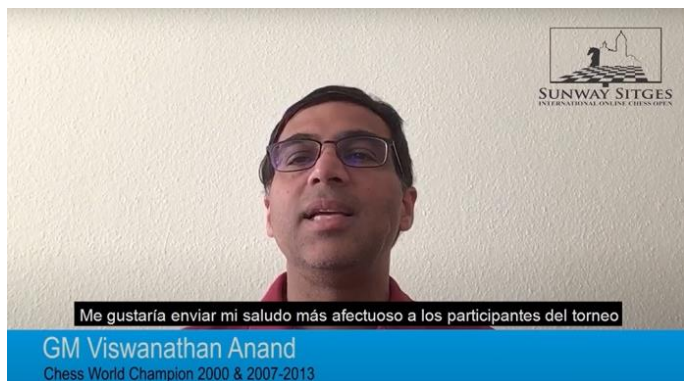 SUNWAY SITGES
INTERNATIONAL ONLINE CHESS OPEN
Me gustaría enviar mi saludo más afectuoso a los participantes del torneo
GM Viswanathan Anand
Chess World Champion 2000 & 2007-2013